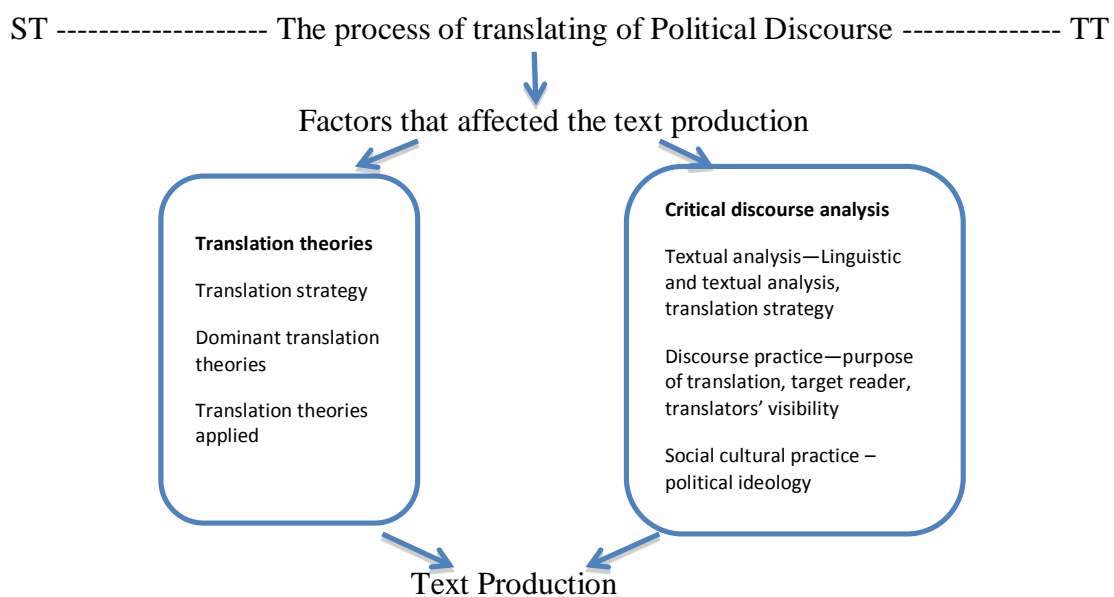 ST -------------------- The process of translating of Political Discourse --------------- TT
Factors that affected the text production
Translation theories
Translation strategy
Dominant translation
theories
Translation theories
applied
Critical discourse analysis
Textual analysis—Linguistic
and textual analysis,
translation strategy
Discourse practice—purpose
of translation, target reader,
translators’ visibility
Social cultural practice –
political ideology
Text Production